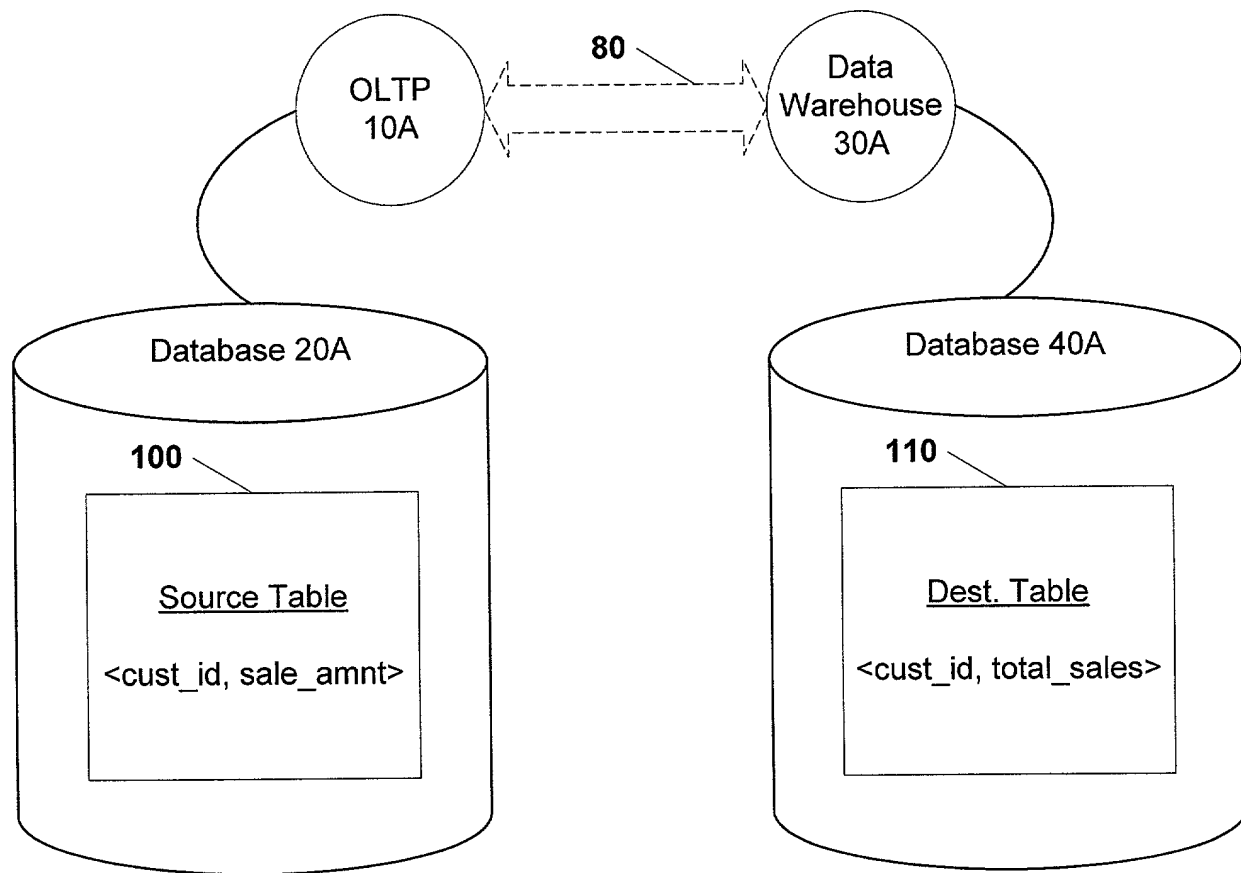 80
OLTP
10A
Data
Warehouse
30A
Database 20A
Database 40A
100
110
Source Table
<cust_id, sale_amnt>
Dest. Table
<cust_id, total_sales>